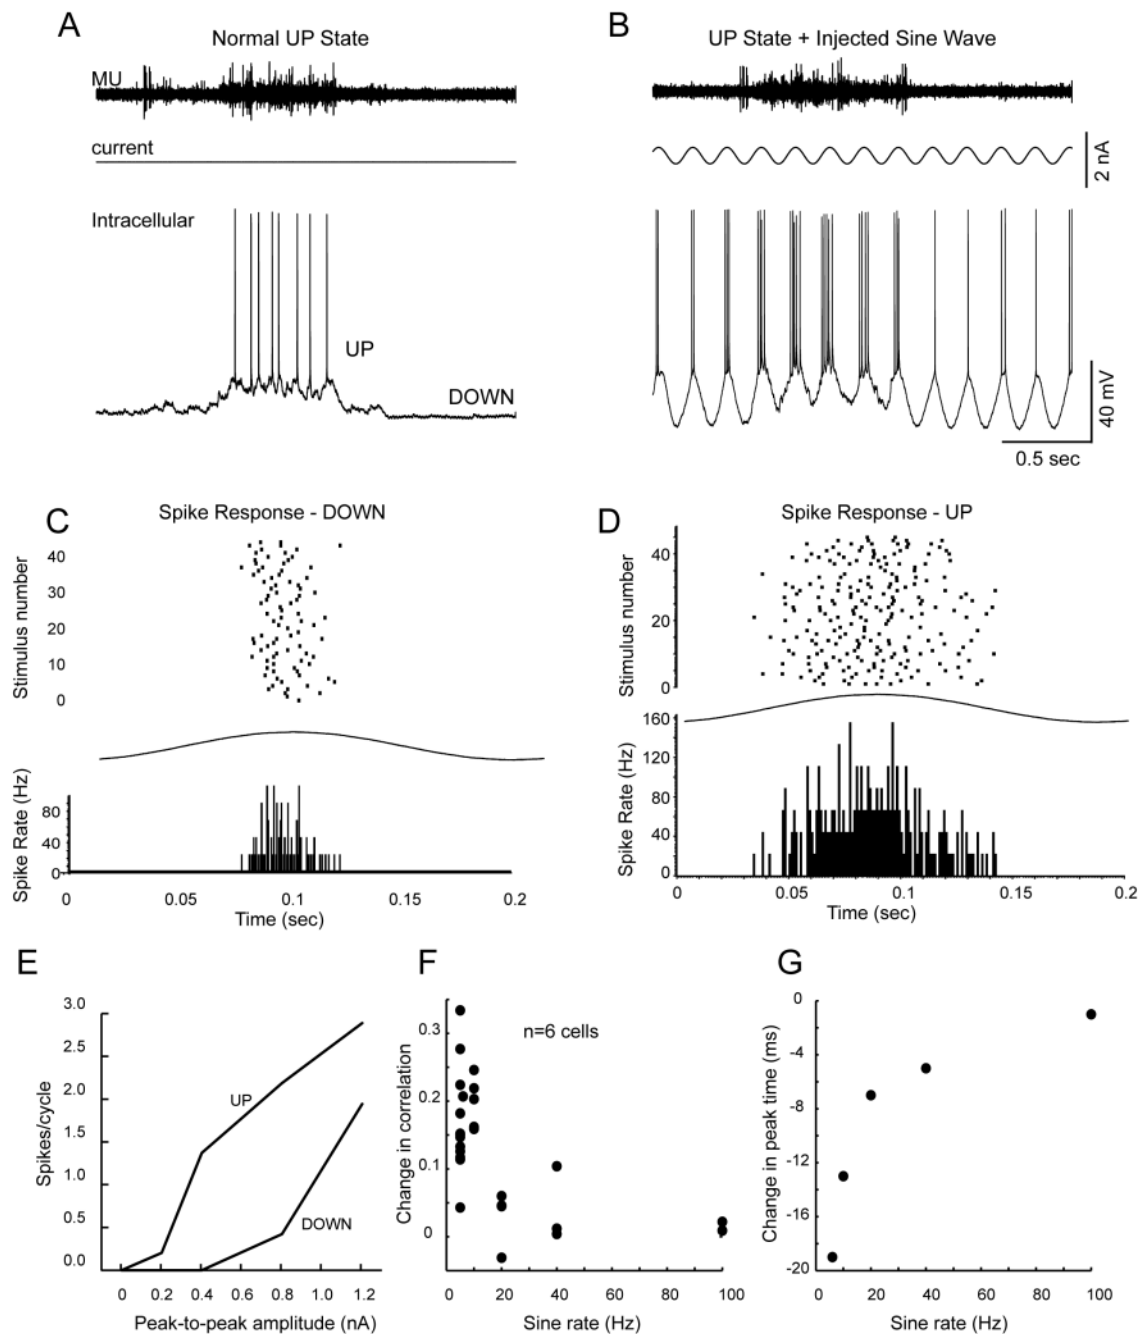 A
Normal UP State
MU
current
Intracellular
UP
DOWN
B
UP State + Injected Sine Wave
2 nA
40 mV
0.5 sec
C
Spike Response - DOWN
Stimulus number
40
30
20
10
0
Spike Rate (Hz)
80
40
0
0 0.05 0.1 0.15 0.2
Time (sec)
D
Spike Response - UP
Stimulus number
40
20
0
Spike Rate (Hz)
160
120
80
40
0
0 0.05 0.1 0.15 0.2
Time (sec)
E
Spikes/cycle
3.0
2.5
2.0
1.5
1.0
0.5
0.0
UP
DOWN
0 0.2 0.4 0.6 0.8 1.0 1.2
Peak-to-peak amplitude (nA)
F
Change in correlation
0.3
0.2
0.1
0
n=6 cells
0 20 40 60 80 100
Sine rate (Hz)
G
Change in peak time (ms)
0
-4
-8
-12
-16
-20
0 20 40 60 80 100
Sine rate (Hz)